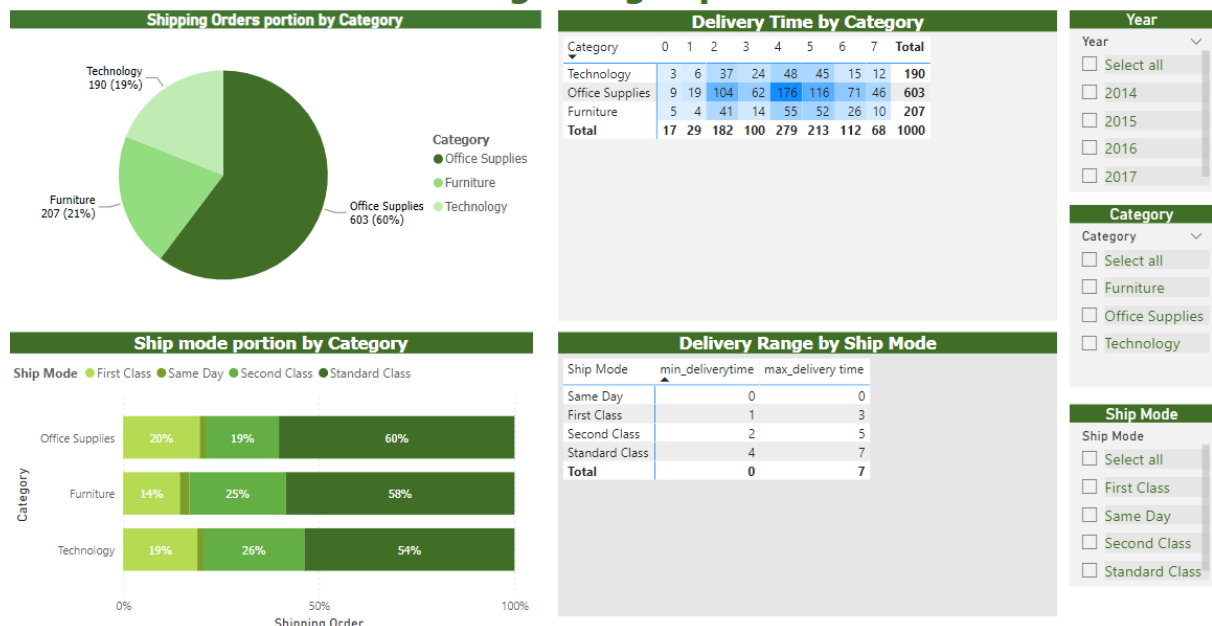 Shipping Orders portion by Category
Technology
190 (19%)
Furniture
207 (21%)
Office Supplies
603 (60%)
Category
Office Supplies
Furniture
Technology
Delivery Time by Category
Category 0 1 2 3 4 5 6 7 Total
Technology 3 6 37 24 48 45 15 12 190
Office Supplies 9 19 104 62 176 116 71 46 603
Furniture 5 4 41 14 55 52 26 10 207
Total 17 29 182 100 279 213 112 68 1000
Year
Year
Select all
2014
2015
2016
2017
Category
Category
Select all
Furniture
Office Supplies
Technology
Ship mode portion by Category
Ship Mode First Class Same Day Second Class Standard Class
Category
Office Supplies 20% 19% 60%
Furniture 14% 25% 58%
Technology 19% 26% 54%
0% 50% 100%
Shipping Order
Delivery Range by Ship Mode
Ship Mode min_deliverytime max_delivery time
Same Day 0 0
First Class 1 3
Second Class 2 5
Standard Class 4 7
Total 0 7
Ship Mode
Ship Mode
Select all
First Class
Same Day
Second Class
Standard Class